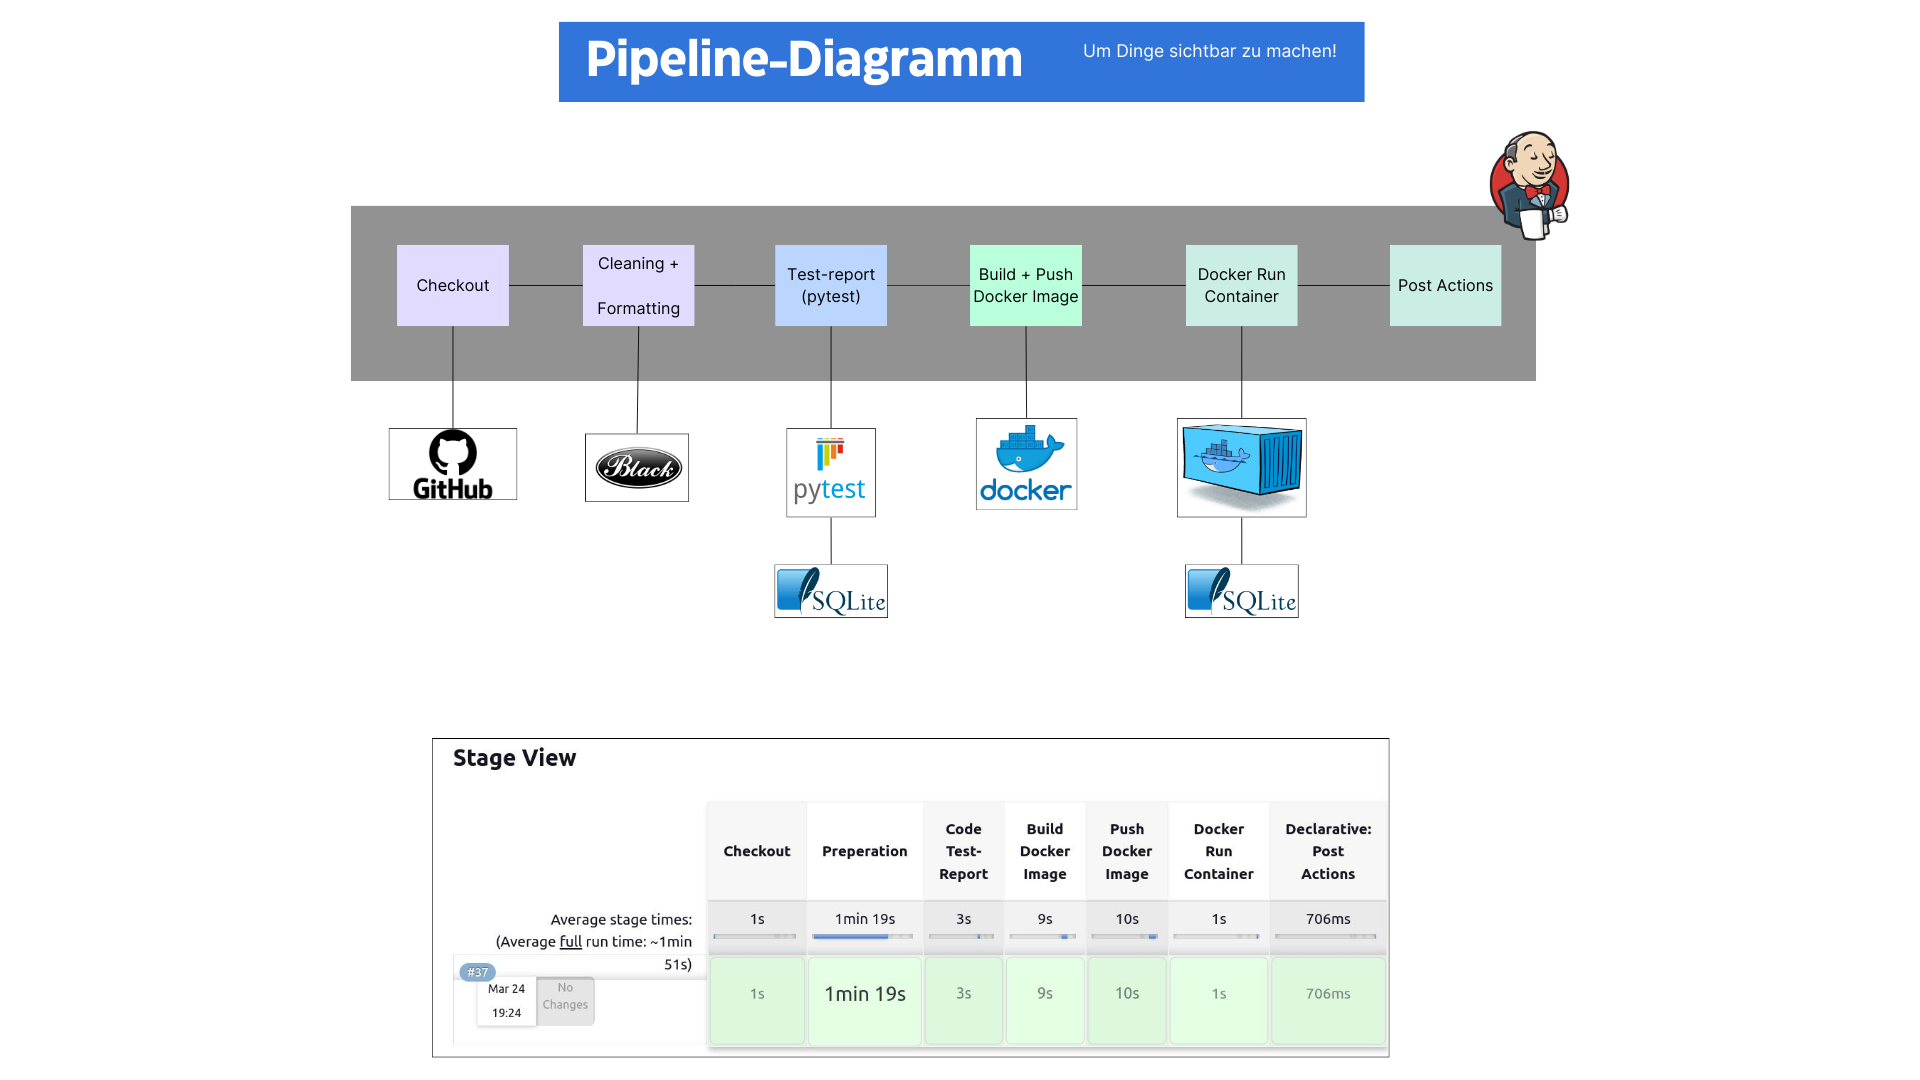 Pipeline-Diagramm
Um Dinge sichtbar zu machen!
Checkout
Cleaning +
Formatting
Test-report
(pytest)
Build + Push
Docker Image
Docker Run
Container
Post Actions
GitHub
Black
pytest
docker
SQLite
SQLite
Stage View
Checkout
Preperation
Code
Test-
Report
Build
Docker
Image
Push
Docker
Image
Docker
Run
Container
Declarative:
Post
Actions
Average stage times:
(Average full run time: ~1min
51s)
1s
1min 19s
3s
9s
10s
1s
706ms
#37
Mar 24
19:24
No
Changes
1s
1min 19s
3s
9s
10s
1s
706ms